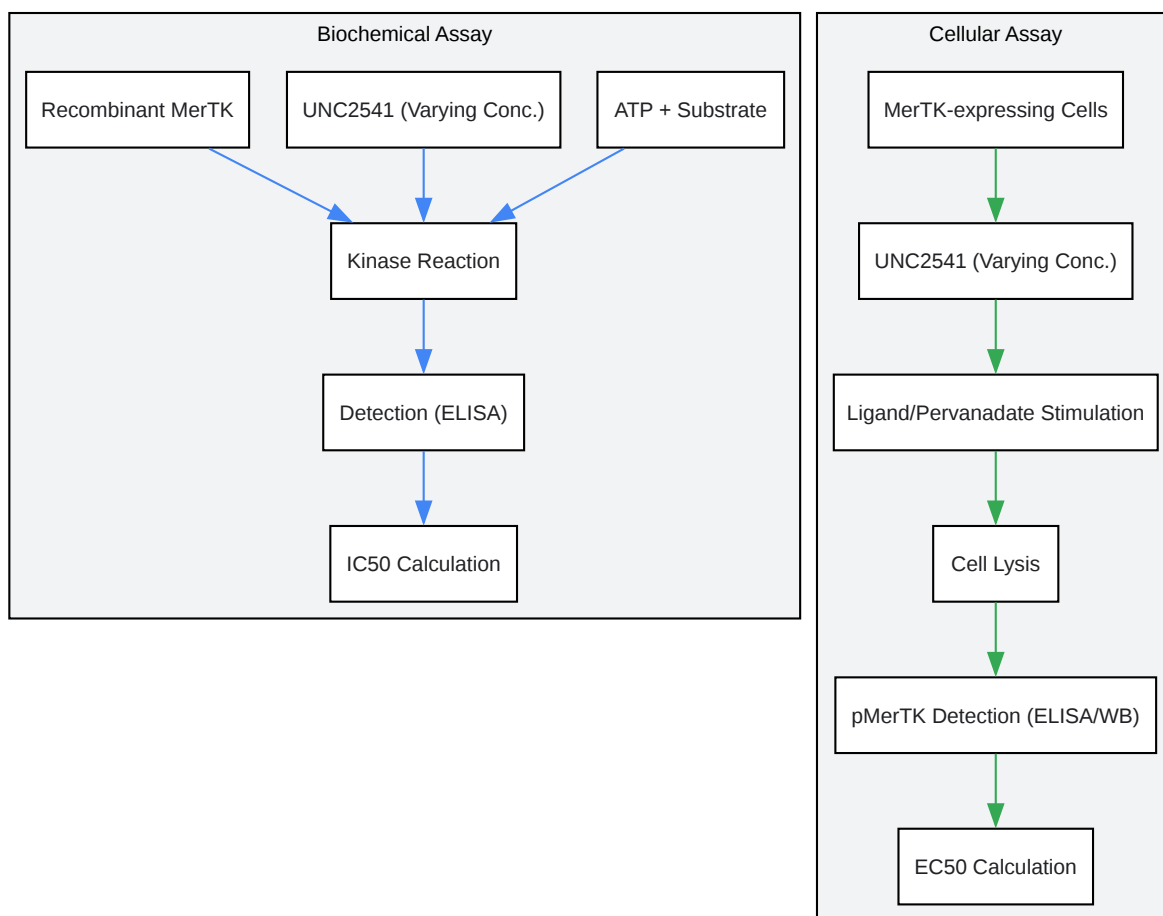 Biochemical Assay
Recombinant MerTK
UNC2541 (Varying Conc.)
ATP + Substrate
Kinase Reaction
Detection (ELISA)
IC50 Calculation
Cellular Assay
MerTK-expressing Cells
UNC2541 (Varying Conc.)
Ligand/Pervanadate Stimulation
Cell Lysis
pMerTK Detection (ELISA/WB)
EC50 Calculation